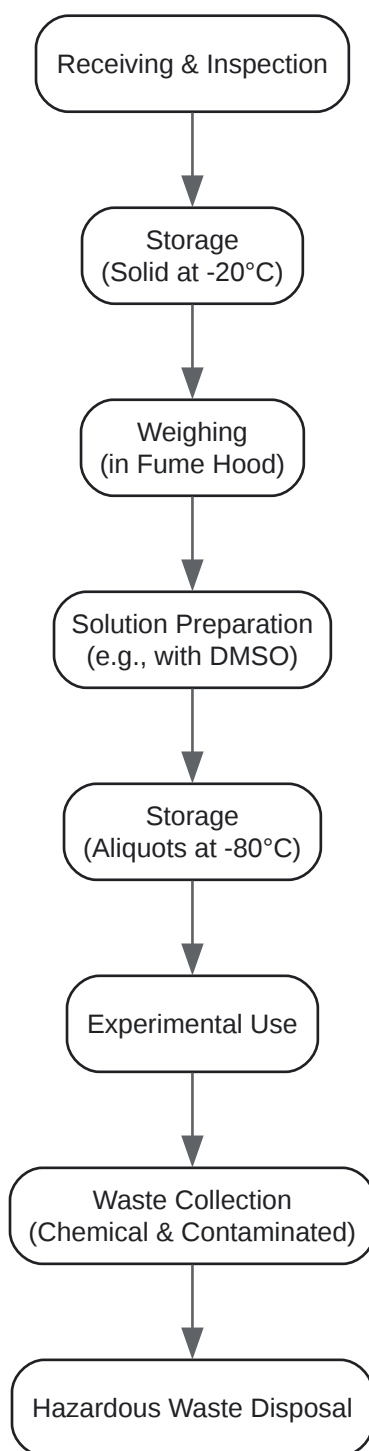 Receiving & Inspection
Storage
(Solid at -20°C)
Weighing
(in Fume Hood)
Solution Preparation
(e.g., with DMSO)
Storage
(Aliquots at -80°C)
Experimental Use
Waste Collection
(Chemical & Contaminated)
Hazardous Waste Disposal